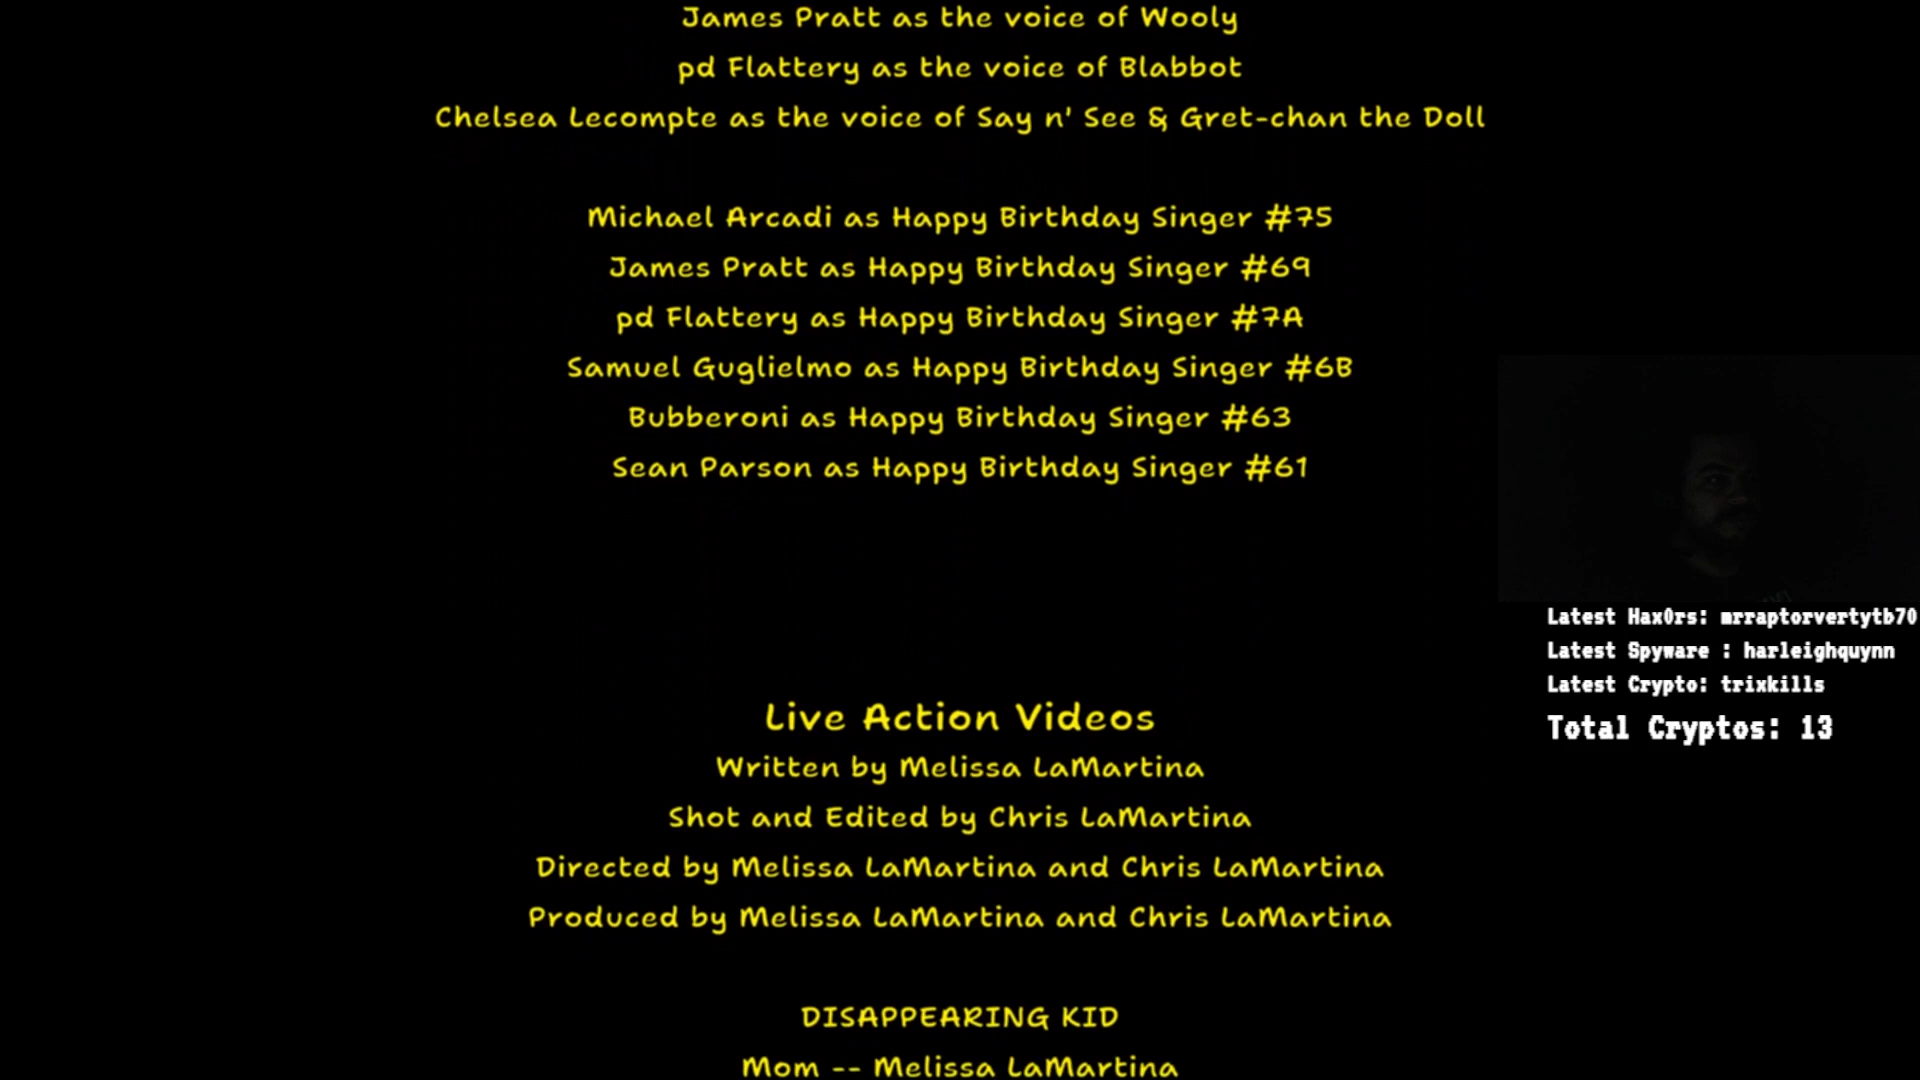 James Pratt as the voice of Wooly
pd Flattery as the voice of Blabbot
Chelsea Lecompte as the voice of Say n' See & Gret-chan the Doll
Michael Arcadi as Happy Birthday Singer #75
James Pratt as Happy Birthday Singer #69
pd Flattery as Happy Birthday Singer #7A
Samuel Guglielmo as Happy Birthday Singer #6B
Bubberoni as Happy Birthday Singer #63
Sean Parson as Happy Birthday Singer #61
Live Action Videos
Written by Melissa LaMartina
Shot and Edited by Chris LaMartina
Directed by Melissa LaMartina and Chris LaMartina
Produced by Melissa LaMartina and Chris LaMartina
DISAPPEARING KID
Mom -- Melissa LaMartina
Latest Hax0rs: mrraptorvertytb70
Latest Spyware : harleighquynn
Latest Crypto: trixkills
Total Cryptos: 13